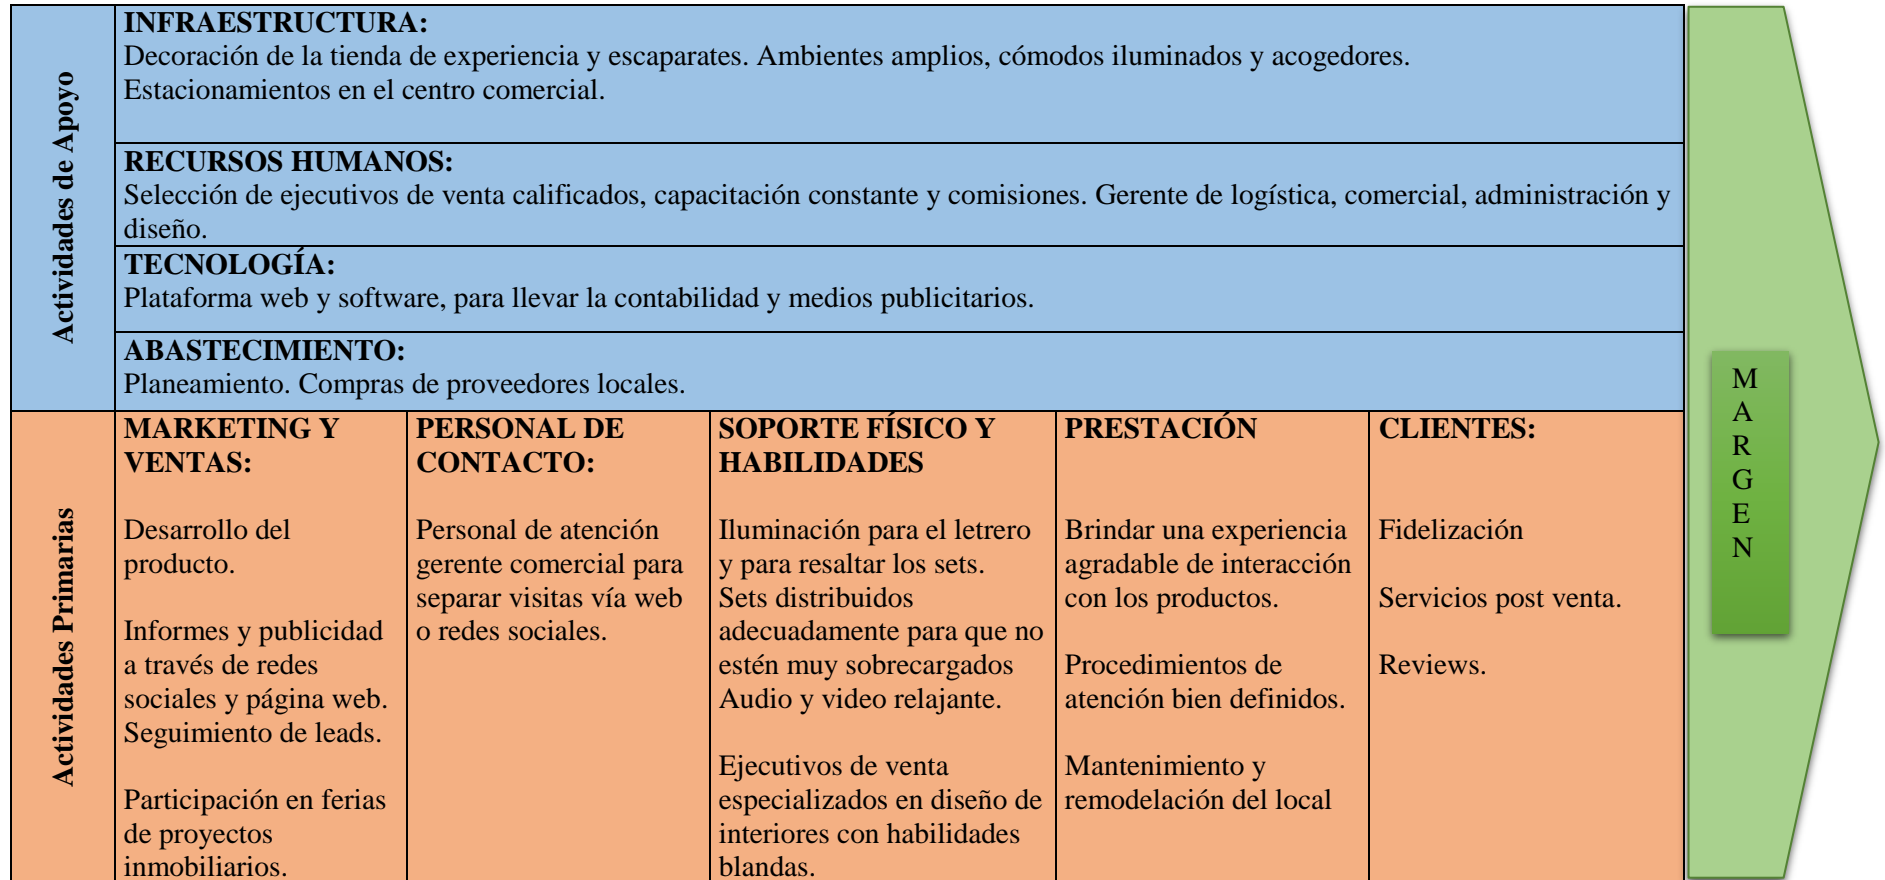 Actividades de Apoyo
INFRAESTRUCTURA:
Decoración de la tienda de experiencia y escaparates. Ambientes amplios, cómodos iluminados y acogedores.
Estacionamientos en el centro comercial.
RECURSOS HUMANOS:
Selección de ejecutivos de venta calificados, capacitación constante y comisiones. Gerente de logística, comercial, administración y
diseño.
TECNOLOGÍA:
Plataforma web y software, para llevar la contabilidad y medios publicitarios.
ABASTECIMIENTO:
Planeamiento. Compras de proveedores locales.
Actividades Primarias
MARKETING Y
VENTAS:
Desarrollo del
producto.
Informes y publicidad
a través de redes
sociales y página web.
Seguimiento de leads.
Participación en ferias
de proyectos
inmobiliarios.
PERSONAL DE
CONTACTO:
Personal de atención
gerente comercial para
separar visitas vía web
o redes sociales.
SOPORTE FÍSICO Y
HABILIDADES
Iluminación para el letrero
y para resaltar los sets.
Sets distribuidos
adecuadamente para que no
estén muy sobrecargados
Audio y video relajante.
Ejecutivos de venta
especializados en diseño de
interiores con habilidades
blandas.
PRESTACIÓN
Brindar una experiencia
agradable de interacción
con los productos.
Procedimientos de
atención bien definidos.
Mantenimiento y
remodelación del local
CLIENTES:
Fidelización
Servicios post venta.
Reviews.
M
A
R
G
E
N